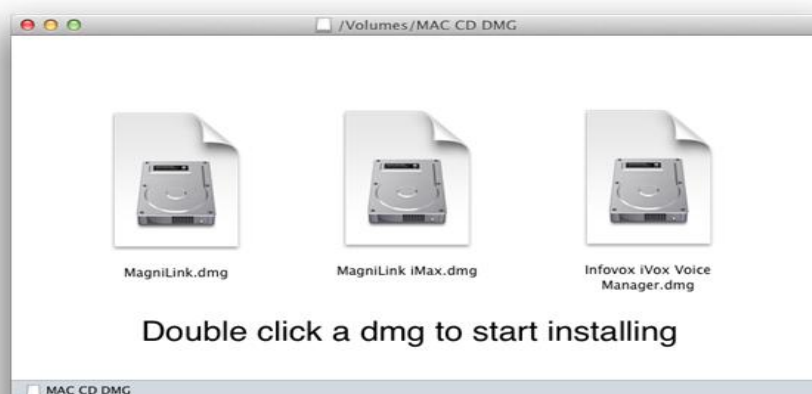 /Volumes/MAC CD DMG
MagniLink.dmg
MagniLink iMax.dmg
Infovox iVox Voice
Manager.dmg
Double click a dmg to start installing
MAC CD DMG